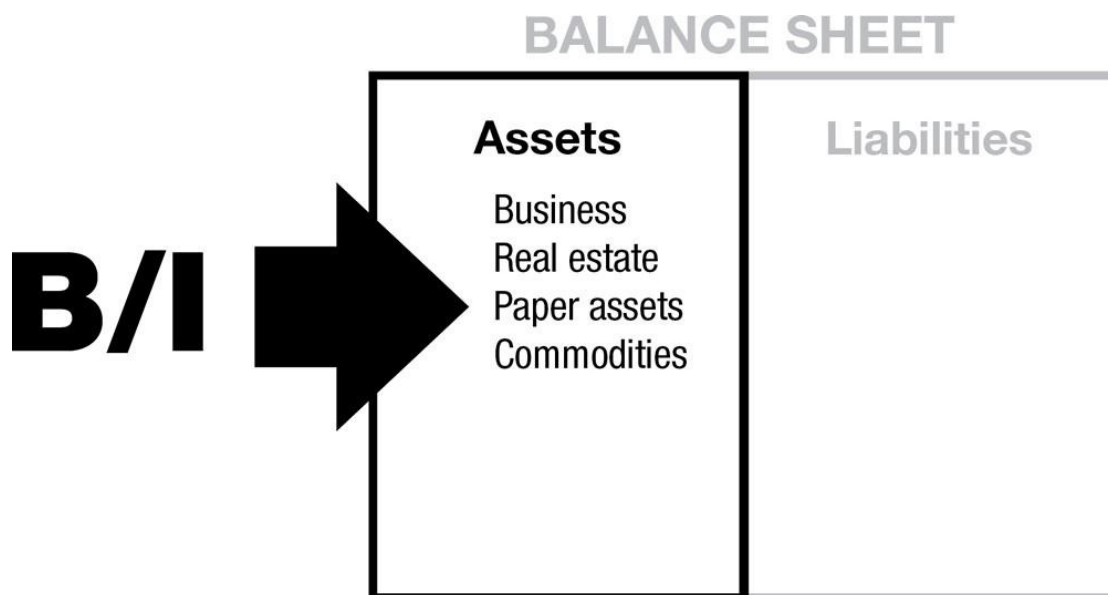 BALANCE SHEET
Assets
Liabilities
Business
Real estate
Paper assets
Commodities
B/I